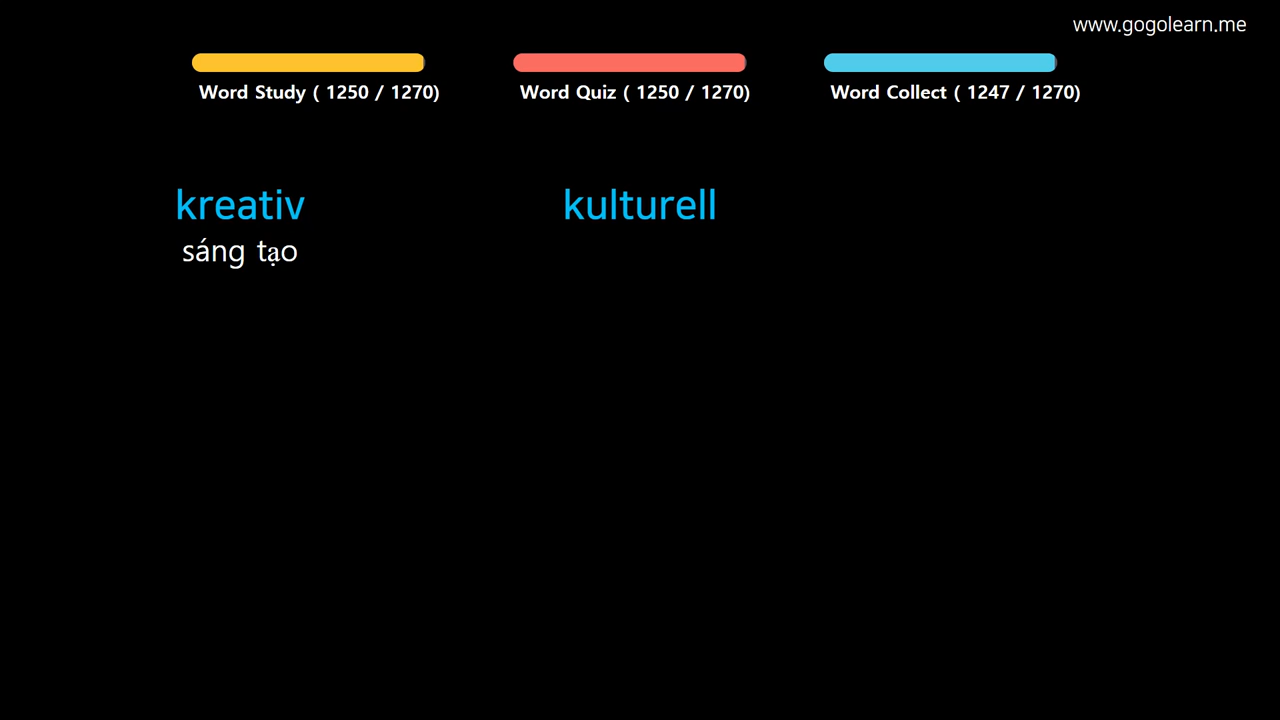 www.gogolearn.me
Word Study ( 1250 / 1270)
Word Quiz ( 1250 / 1270)
Word Collect ( 1247 / 1270)
kreativ
sáng tạo
kulturell